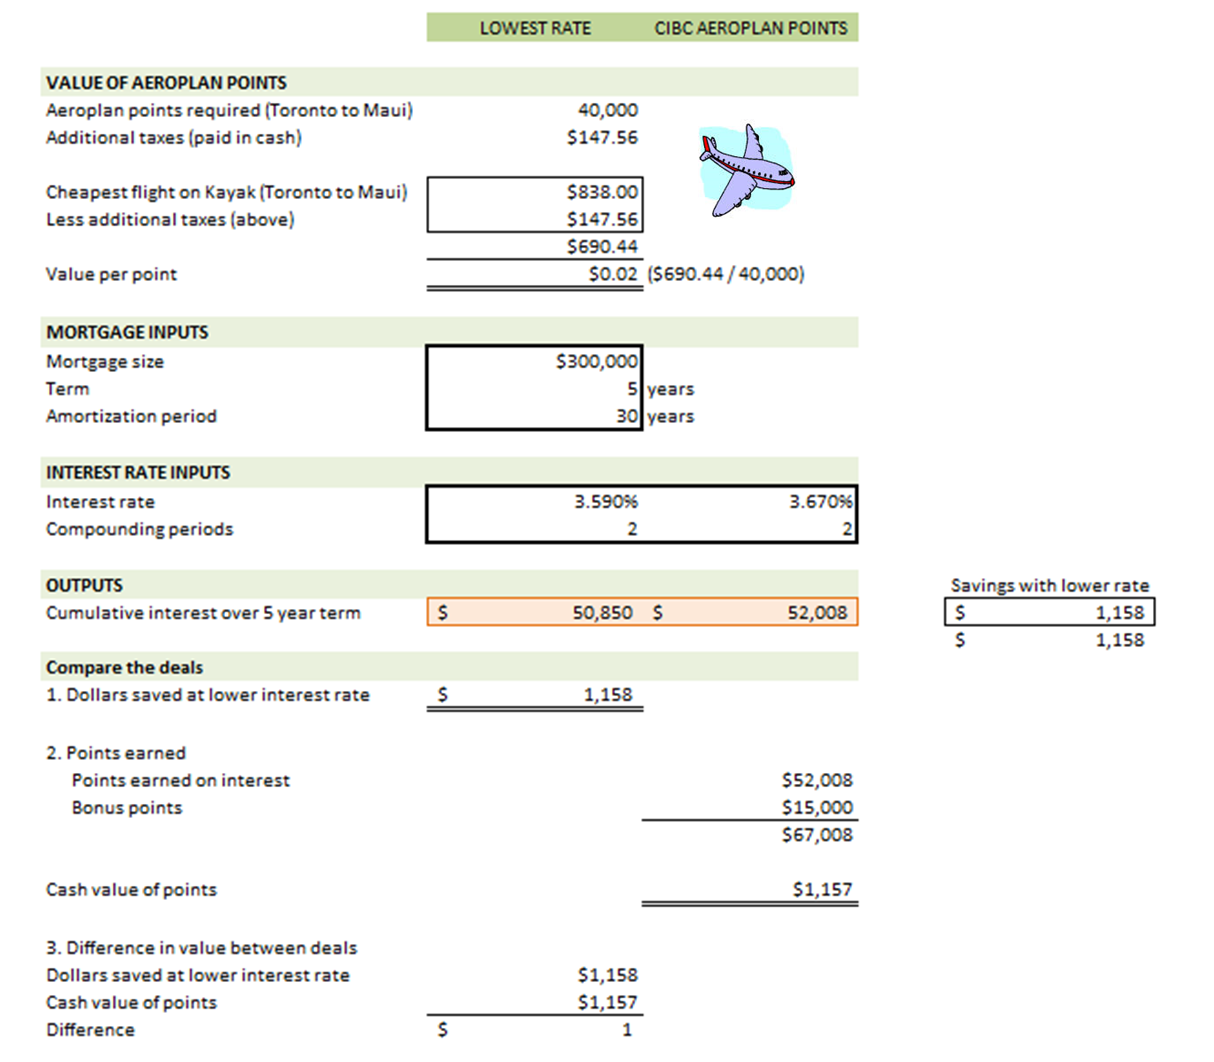 LOWEST RATE CIBC AEROPLAN POINTS
VALUE OF AEROPLAN POINTS
Aeroplan points required (Toronto to Maui) 40,000
Additional taxes (paid in cash) $147.56
Cheapest flight on Kayak (Toronto to Maui) $838.00
Less additional taxes (above) $147.56
$690.44
Value per point $0.02 ($690.44 / 40,000)
MORTGAGE INPUTS
Mortgage size $300,000
Term 5 years
Amortization period 30 years
INTEREST RATE INPUTS
Interest rate 3.590% 3.670%
Compounding periods 2 2
OUTPUTS Savings with lower rate
Cumulative interest over 5 year term $ 50,850 $ 52,008 $ 1,158
$ 1,158
Compare the deals
1. Dollars saved at lower interest rate $ 1,158
2. Points earned
Points earned on interest $52,008
Bonus points $15,000
$67,008
Cash value of points $1,157
3. Difference in value between deals
Dollars saved at lower interest rate $1,158
Cash value of points $1,157
Difference $ 1